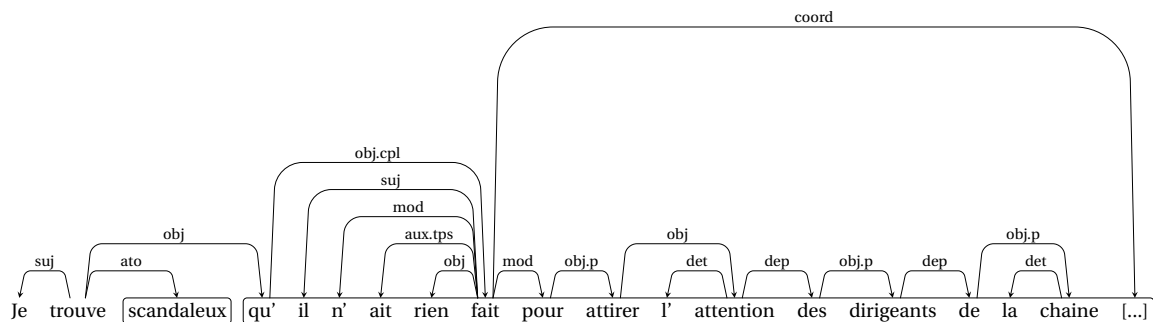 coord
obj.cpl
suj
mod
obj aux.tps obj obj.p
suj ato obj mod obj.p det dep obj.p dep det
Je trouve scandaleux qu' il n' ait rien fait pour attirer l' attention des dirigeants de la chaine [...]